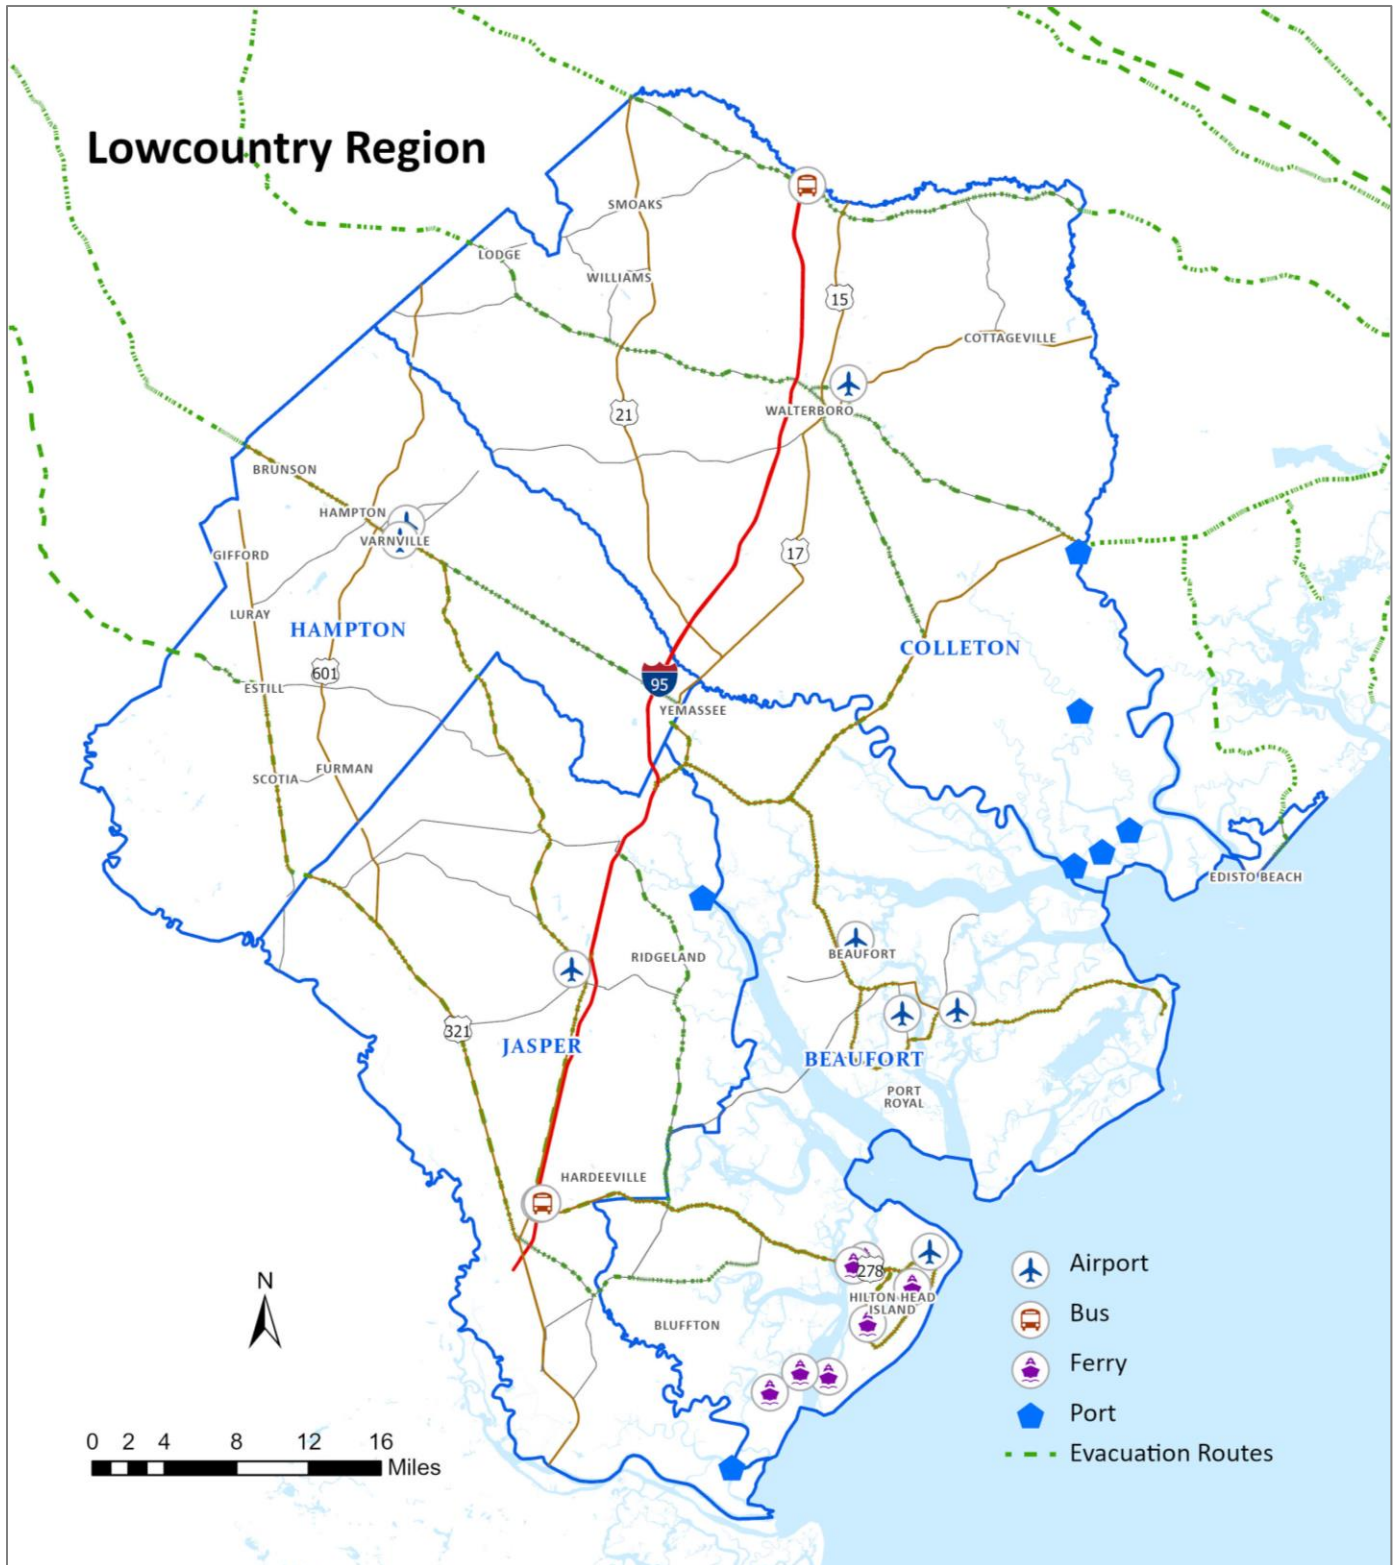 Lowcountry Region
SMOAKS
LODGE
WILLIAMS
15
COTTAGEVILLE
21
WALTERBORO
BRUNSON
HAMPTON
VARNVILLE
GIFFORD
17
LURAY
HAMPTON
COLLETON
601
95
ESTILL
YEMASSEE
FURMAN
SCOTIA
EDISTO BEACH
BEAUFORT
RIDGELAND
321
JASPER
BEAUFORT
PORT
ROYAL
HARDEEVILLE
278
HILTON HEAD
ISLAND
BLUFFTON
N
0 2 4 8 12 16
Miles
Airport
Bus
Ferry
Port
Evacuation Routes